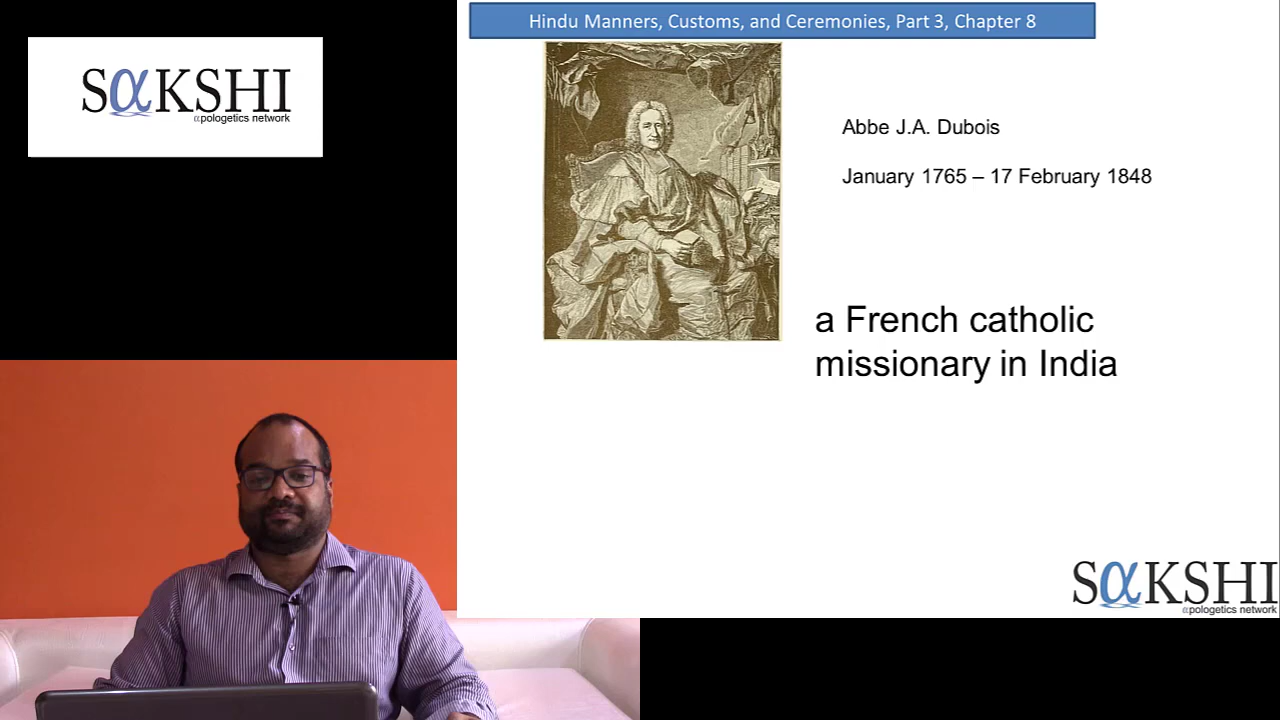 Hindu Manners, Customs, and Ceremonies, Part 3, Chapter 8
SαKSHI
αpologetics network
Abbe J.A. Dubois
January 1765 – 17 February 1848
a French catholic
missionary in India
SαKSHI
αpologetics network